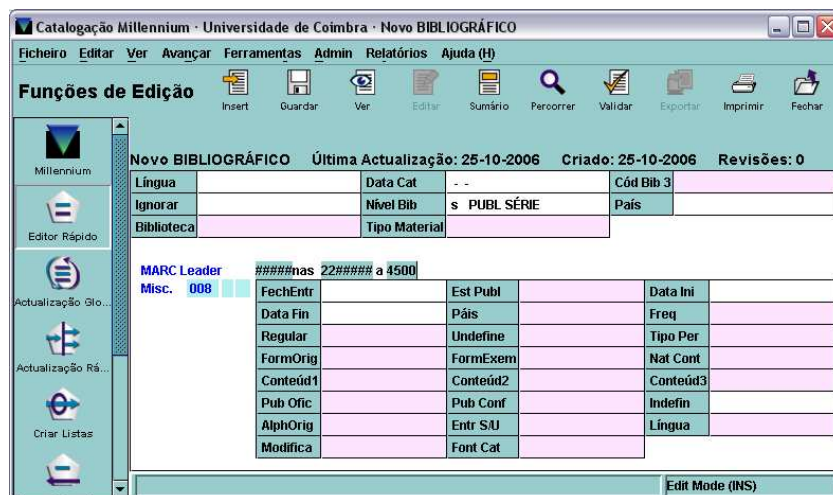 Catalogação Millennium · Universidade de Coimbra · Novo BIBLIOGRÁFICO
Ficheiro Editar Ver Avançar Ferramentas Admin Relatórios Ajuda (H)
Funções de Edição
Insert Guardar Ver Editar Sumário Percorrer Validar Exportar Imprimir Fechar
Millennium
Editor Rápido
Actualização Glo...
Actualização Rá...
Criar Listas
Novo BIBLIOGRÁFICO Última Actualização: 25-10-2006 Criado: 25-10-2006 Revisões: 0
Língua Data Cat - - Cód Bib 3
Ignorar Nível Bib s PUBL SÉRIE País
Biblioteca Tipo Material
MARC Leader #####nas 22##### a 4500
Misc. 008 FechEntr Est Publ Data Ini
Data Fin Páis Freq
Regular Undefine Tipo Per
FormOrig FormExem Nat Cont
Conteúd1 Conteúd2 Conteúd3
Pub Ofic Pub Conf Indefin
AlphOrig Entr S/U Língua
Modifica Font Cat
Edit Mode (INS)